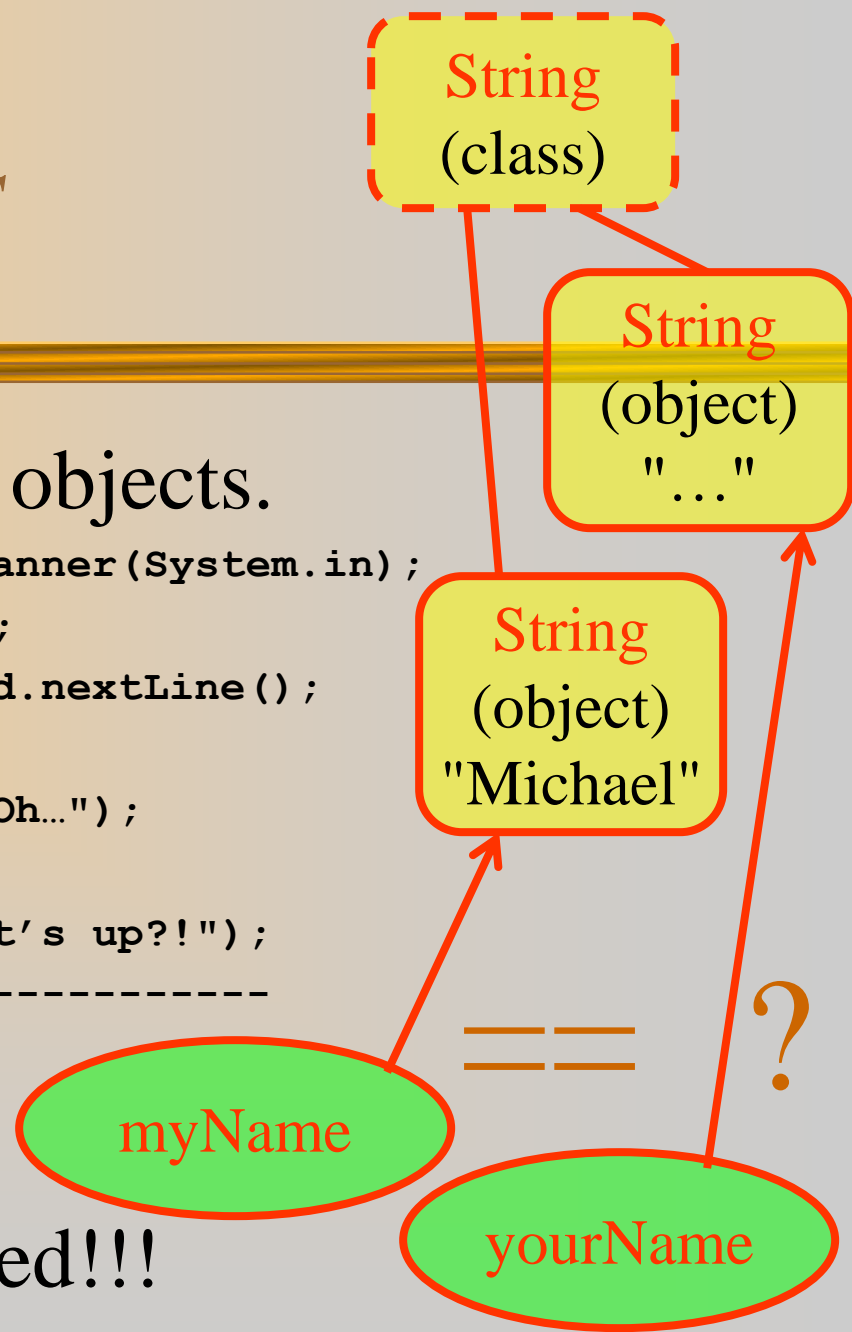 String
(class)
String
(object)
"…"
objects.
anner(System.in);
;
d.nextLine();
String
(object)
"Michael"
Oh…");
t’s up?!");
-----------
== ?
myName
yourName
ed!!!